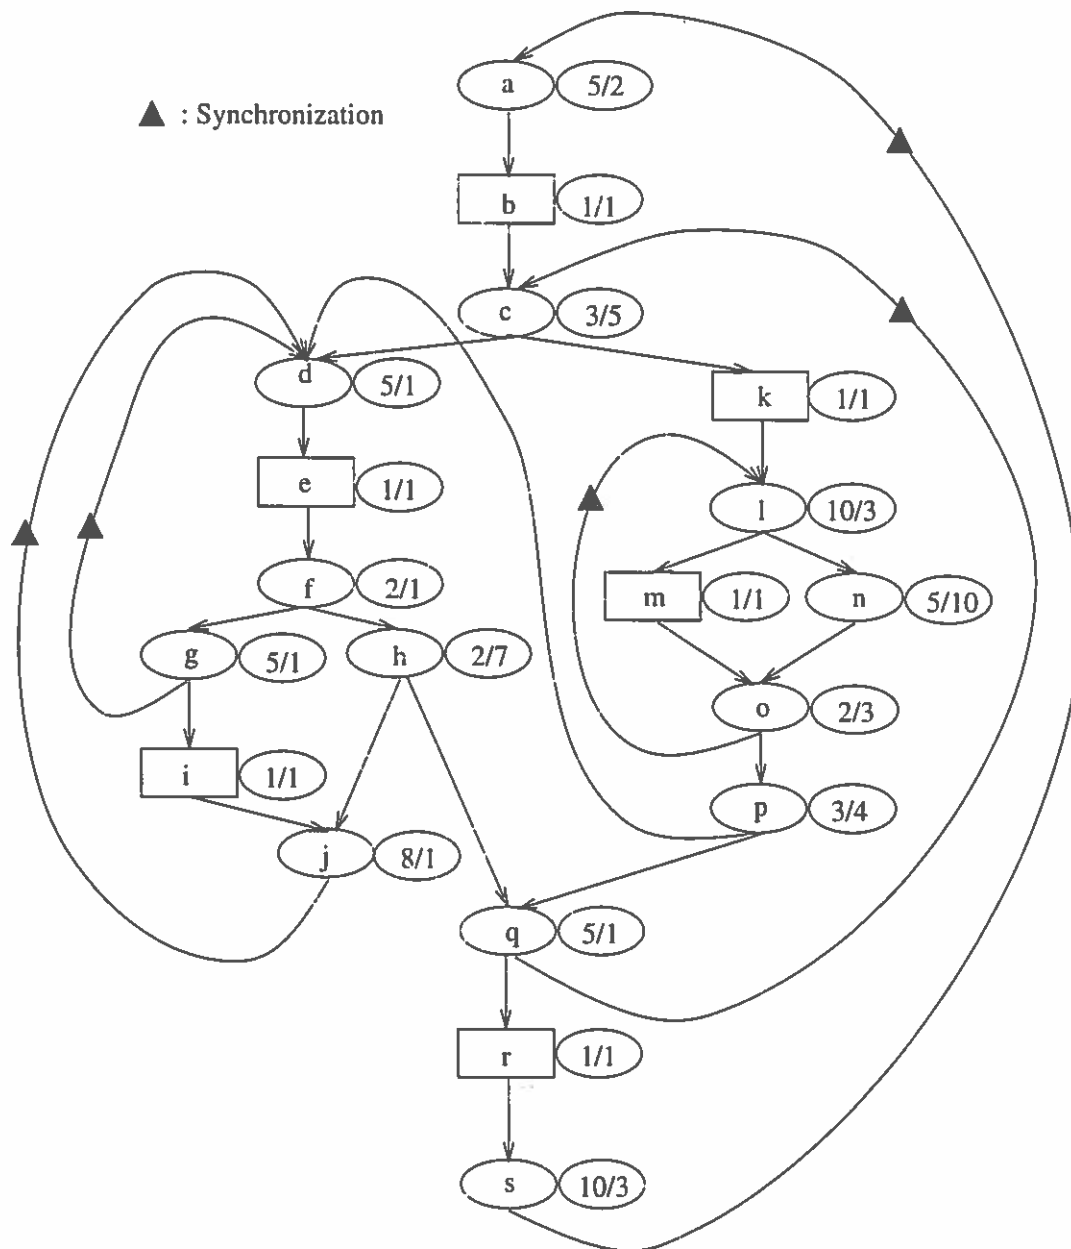 a 5/2
▲ : Synchronization
b 1/1
c 3/5
d 5/1
k 1/1
e 1/1
l 10/3
f 2/1
m 1/1
n 5/10
g 5/1
h 2/7
o 2/3
i 1/1
p 3/4
j 8/1
q 5/1
r 1/1
s 10/3